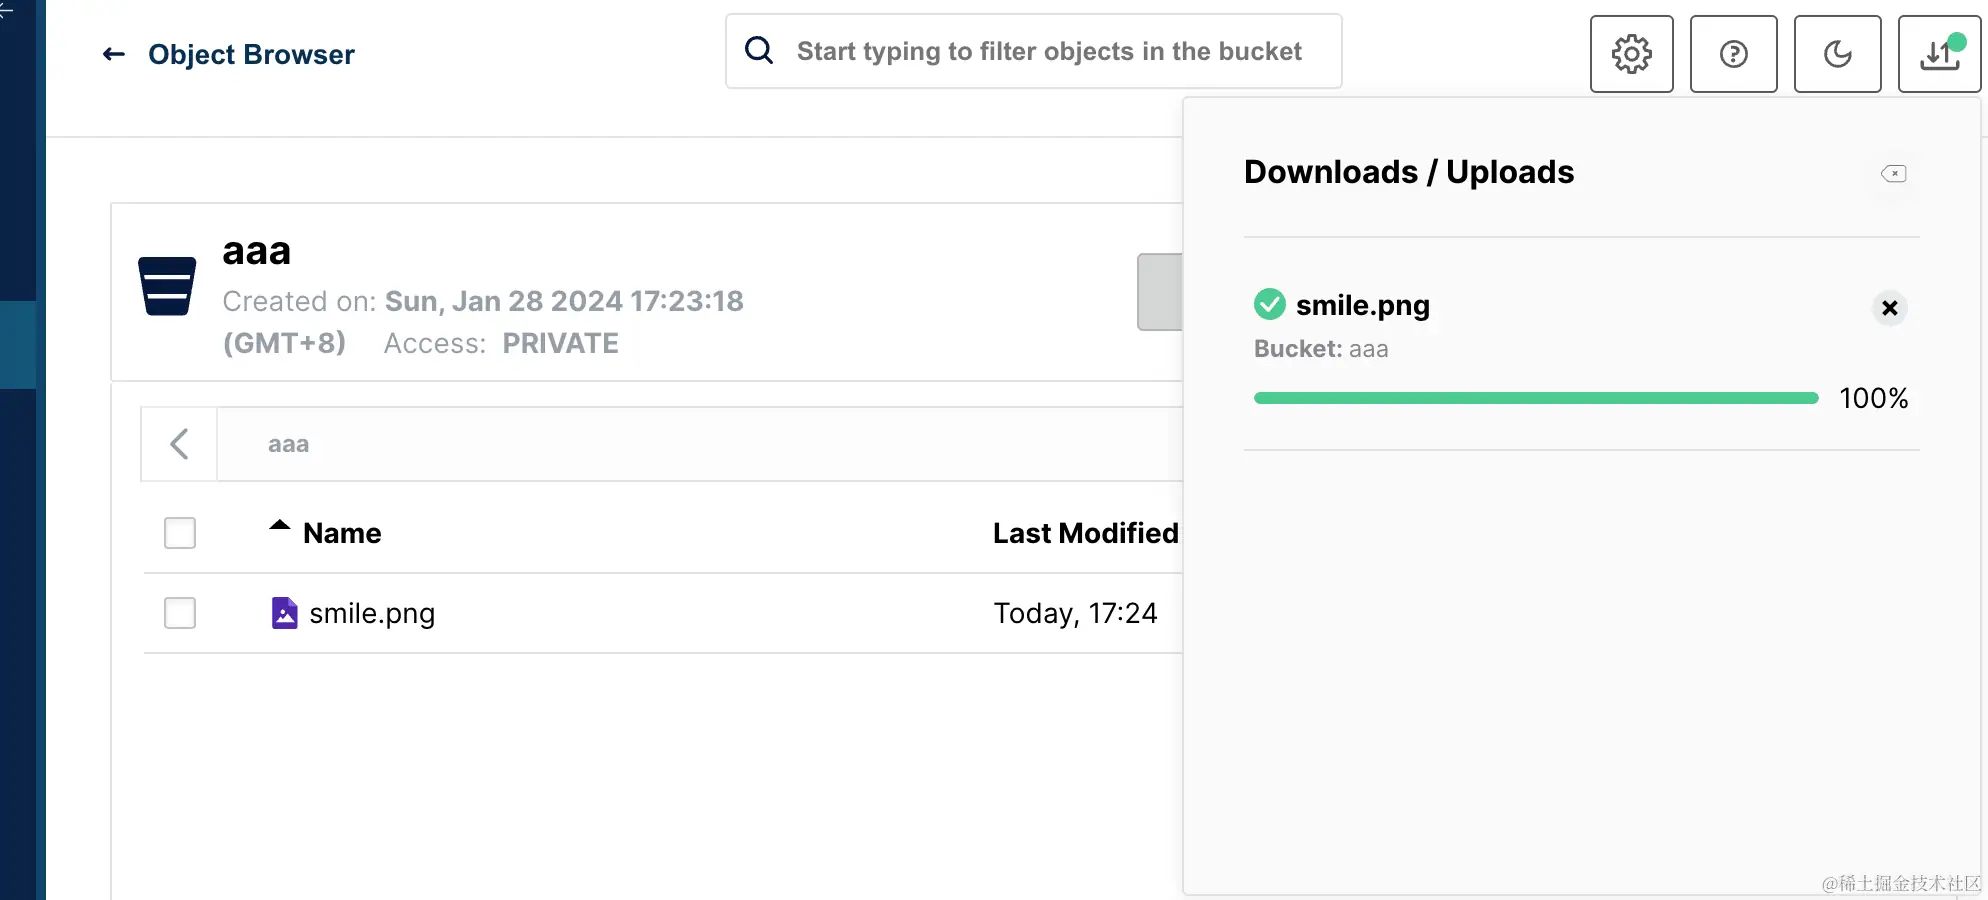 Object Browser
Start typing to filter objects in the bucket
aaa
Created on: Sun, Jan 28 2024 17:23:18
(GMT+8) Access: PRIVATE
aaa
Name Last Modified
smile.png Today, 17:24
Downloads / Uploads
smile.png
Bucket: aaa
100%
@稀土掘金技术社区